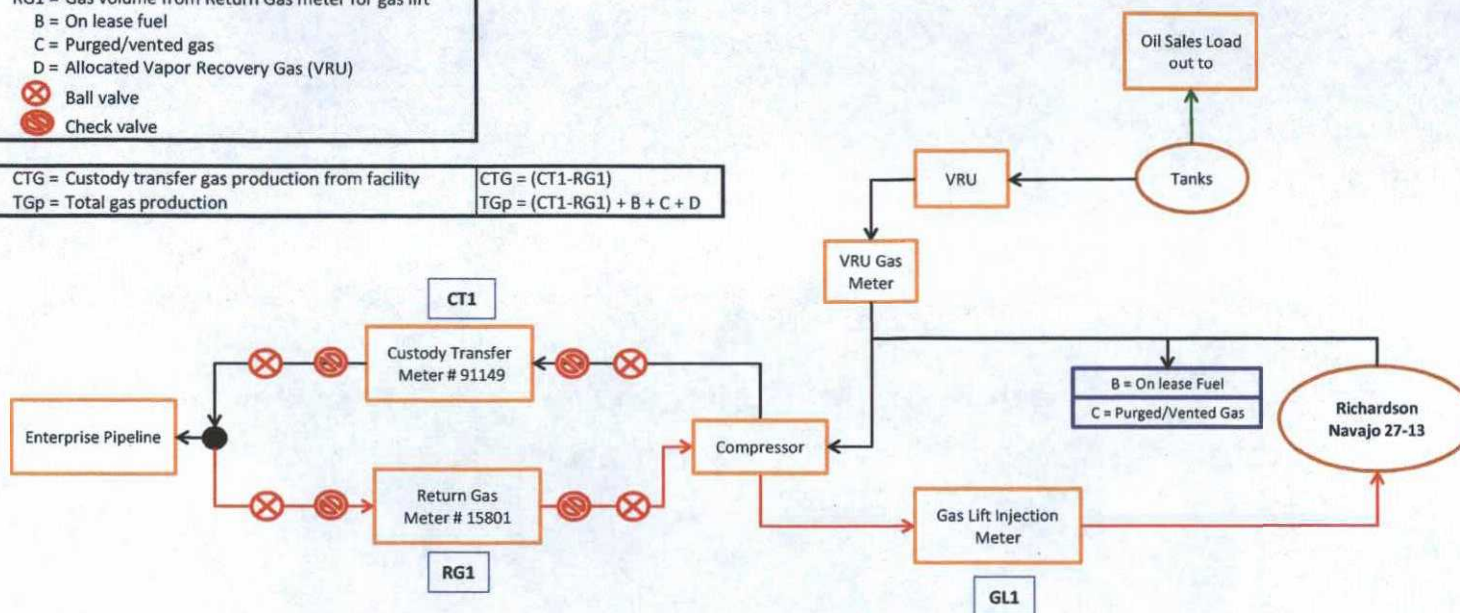 RG1 = Gas volume from Return Gas meter for gas lift
B = On lease fuel
C = Purged/vented gas
D = Allocated Vapor Recovery Gas (VRU)
Ball valve
Check valve
CTG = Custody transfer gas production from facility CTG = (CT1-RG1)
TGp = Total gas production TGp = (CT1-RG1) + B + C + D
Oil Sales Load
out to
VRU
Tanks
VRU Gas
Meter
CT1
Custody Transfer
Meter # 91149
B = On lease Fuel
C = Purged/Vented Gas
Richardson
Navajo 27-13
Enterprise Pipeline
Compressor
Return Gas
Meter # 15801
Gas Lift Injection
Meter
RG1
GL1